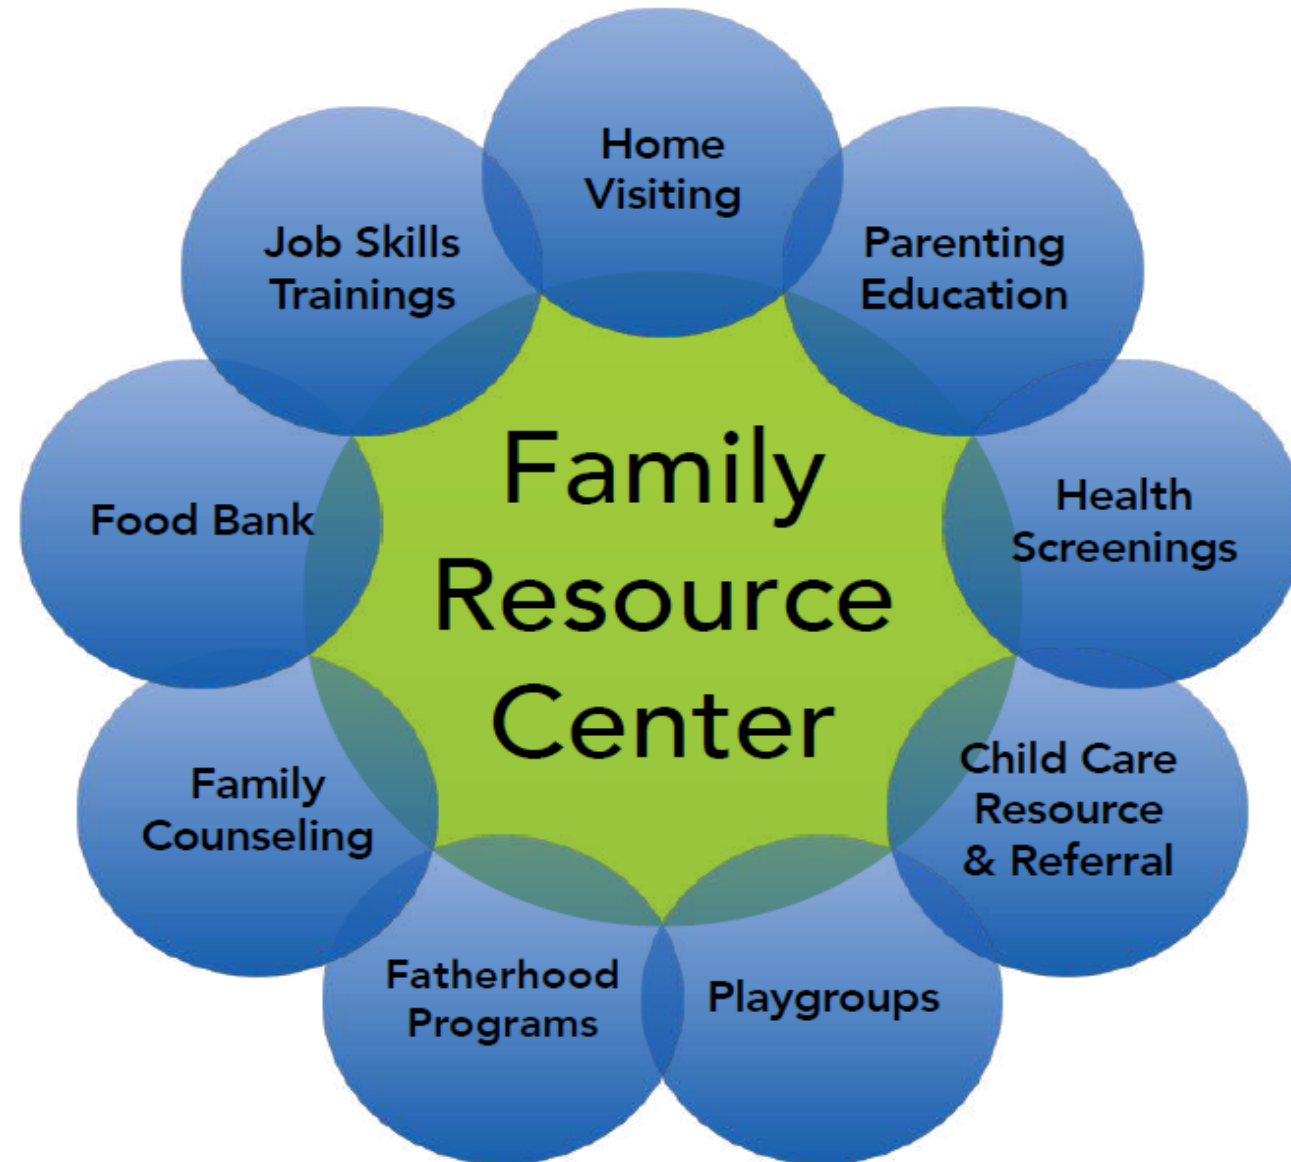 Home
Visiting
Parenting
Education
Health
Screenings
Child Care
Resource
& Referral
Playgroups
Fatherhood
Programs
Family
Counseling
Food Bank
Job Skills
Trainings
Family
Resource
Center